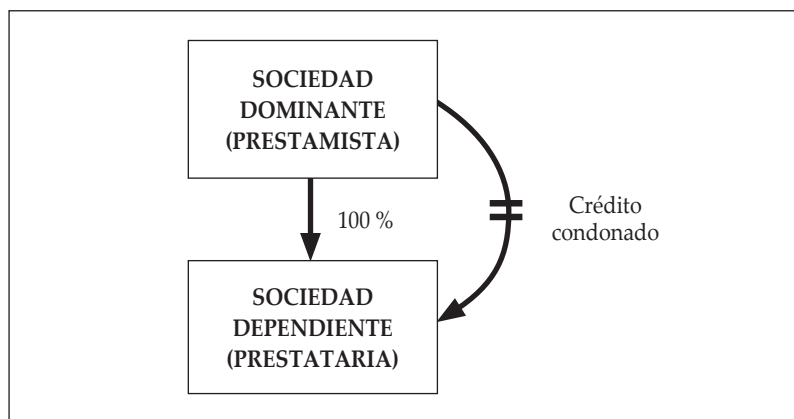 SOCIEDAD
DOMINANTE
(PRESTAMISTA)
100 %
Crédito
condonado
SOCIEDAD
DEPENDIENTE
(PRESTATARIA)